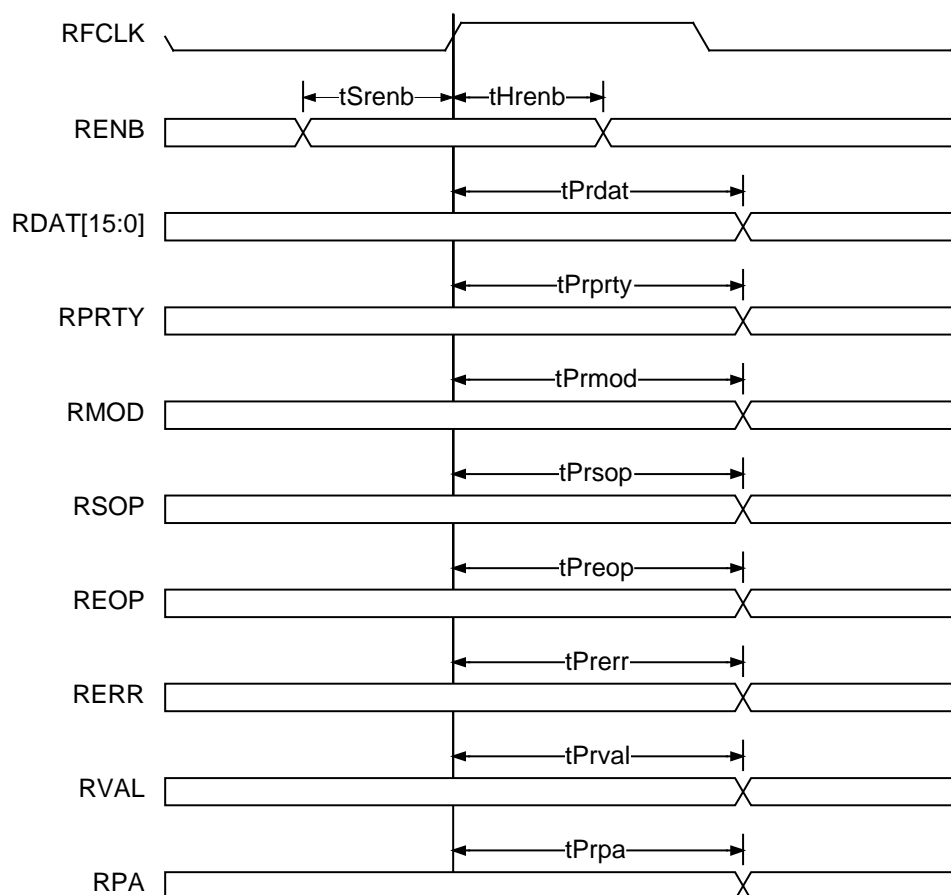 RFCLK
tSrenb tHrenb
RENB
tPrdat
RDAT[15:0]
tPrprty
RPRTY
tPrmod
RMOD
tPrsop
RSOP
tPreop
REOP
tPrerr
RERR
tPrval
RVAL
tPrpa
RPA